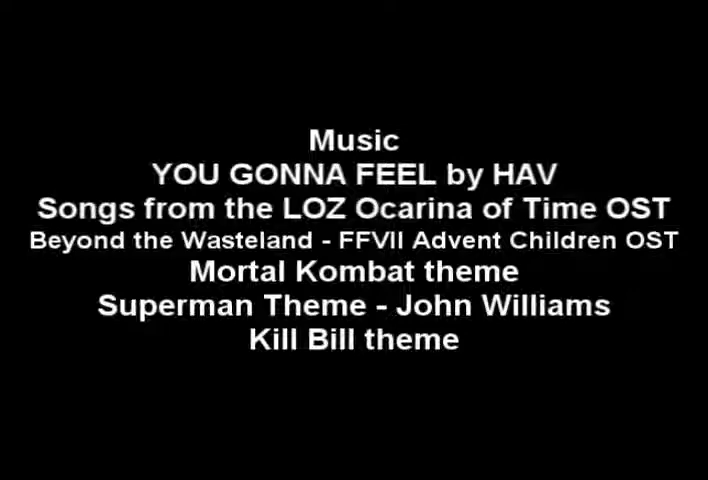 Music
YOU GONNA FEEL by HAV
Songs from the LOZ Ocarina of Time OST
Beyond the Wasteland - FFVII Advent Children OST
Mortal Kombat theme
Superman Theme - John Williams
Kill Bill theme